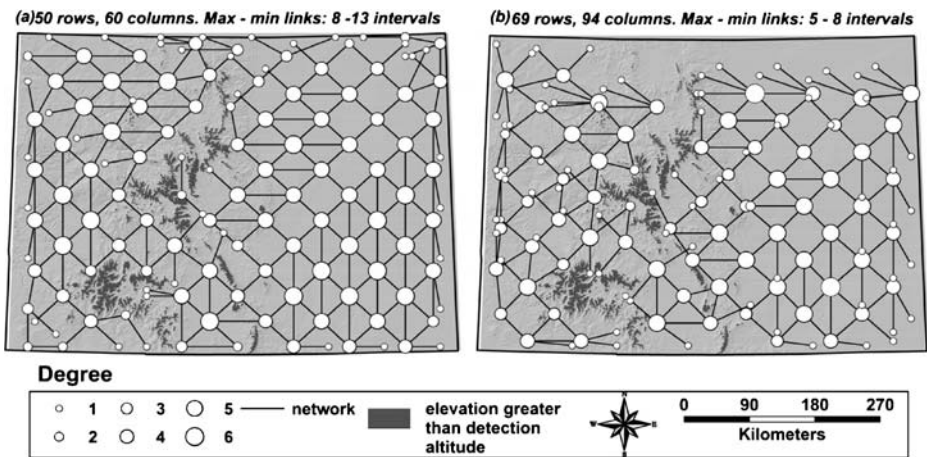 (a) 50 rows, 60 columns. Max - min links: 8 -13 intervals
(b) 69 rows, 94 columns. Max - min links: 5 - 8 intervals
Degree
1 3 5 network
2 4 6
elevation greater
than detection
altitude
N
W E
S
0 90 180 270
Kilometers